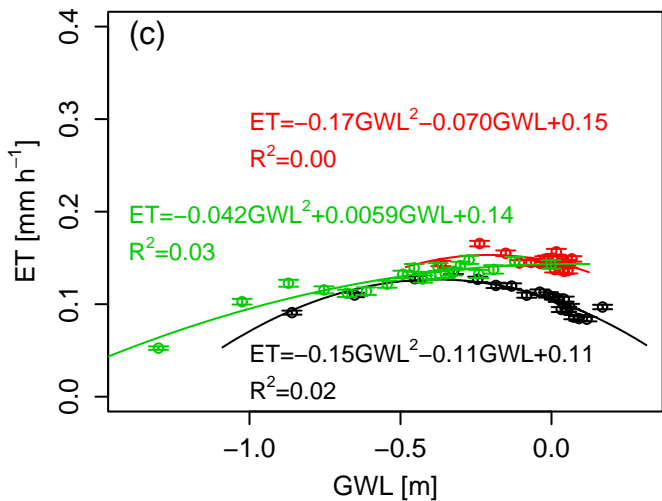 (c)
ET=−0.17GWL²−0.070GWL+0.15
R²=0.00
ET=−0.042GWL²+0.0059GWL+0.14
R²=0.03
ET=−0.15GWL²−0.11GWL+0.11
R²=0.02
ET [mm h⁻¹]
0.4
0.3
0.2
0.1
0.0
−1.0 −0.5 0.0
GWL [m]